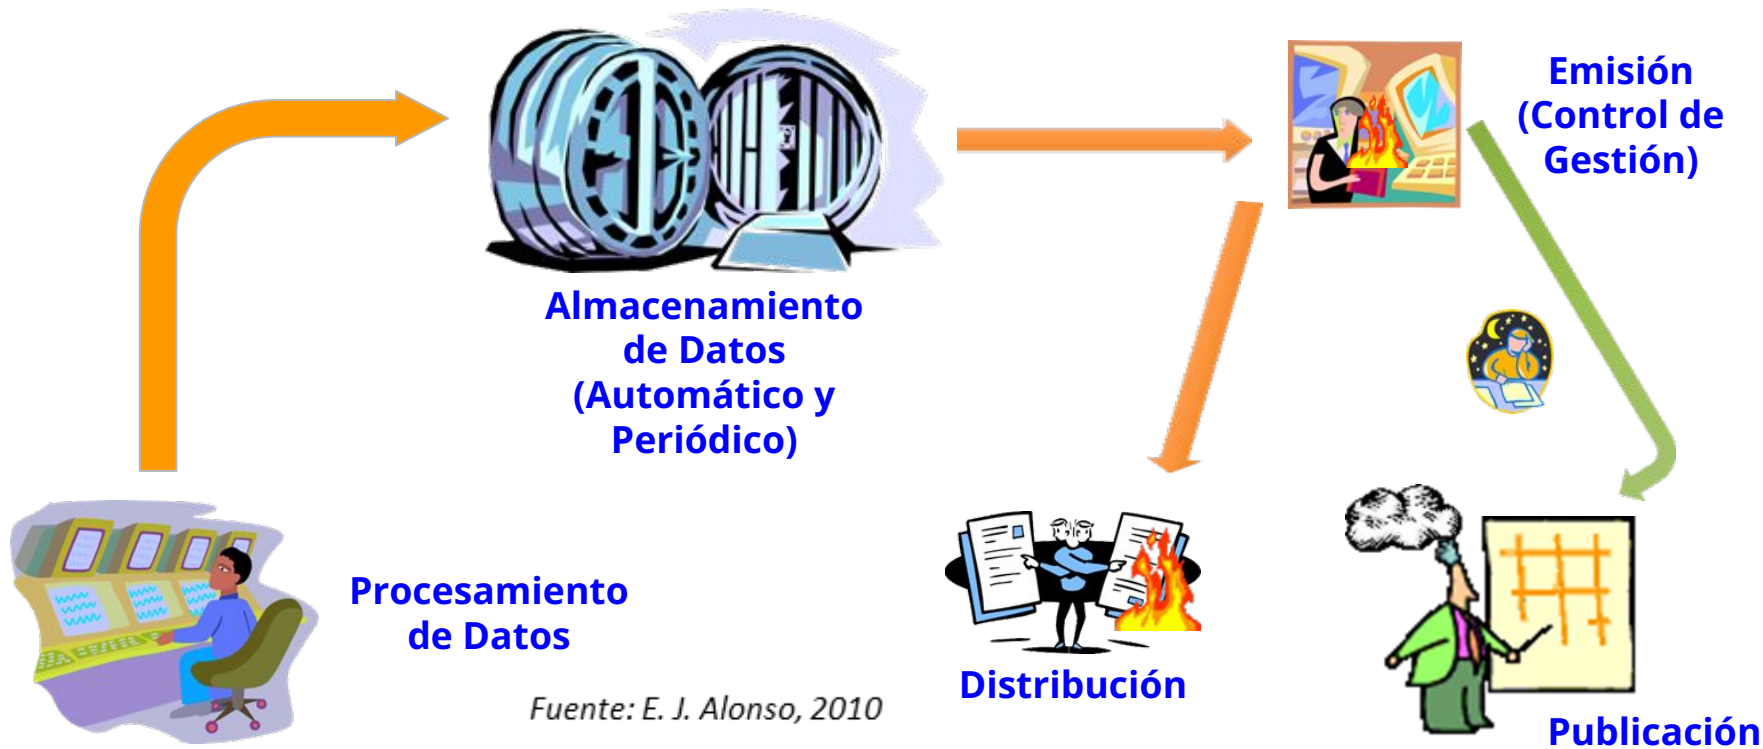 Emisión
(Control de
Gestión)
Almacenamiento
de Datos
(Automático y
Periódico)
Procesamiento
de Datos
Distribución
Fuente: E. J. Alonso, 2010
Publicación